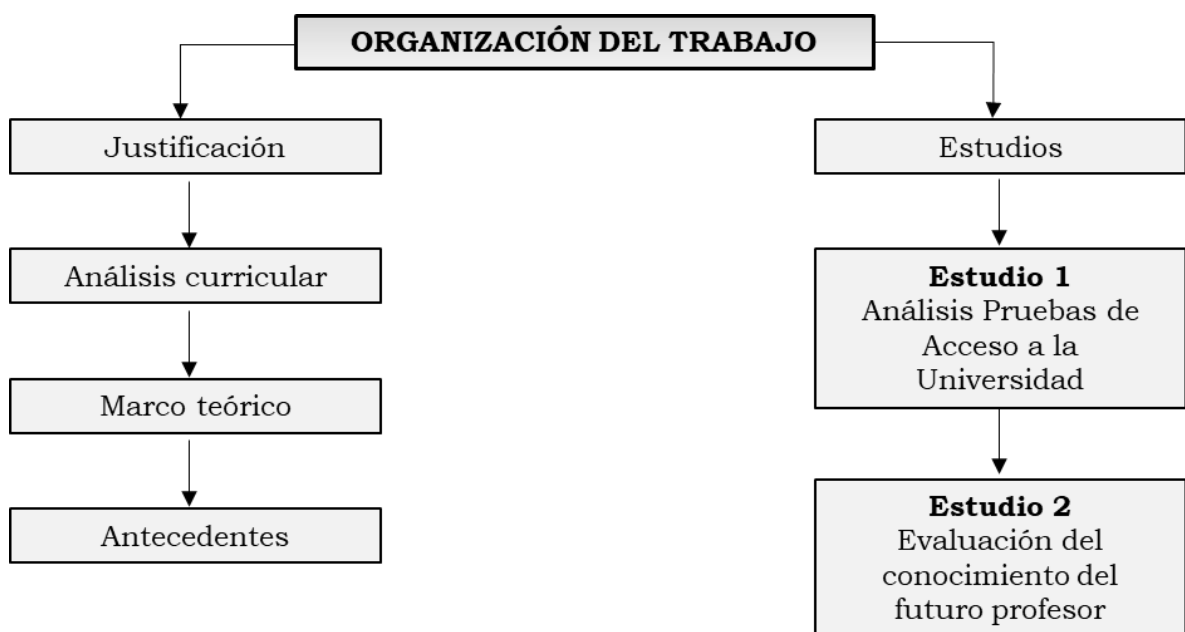 ORGANIZACIÓN DEL TRABAJO
Justificación
Análisis curricular
Marco teórico
Antecedentes
Estudios
Estudio 1
Análisis Pruebas de
Acceso a la
Universidad
Estudio 2
Evaluación del
conocimiento del
futuro profesor